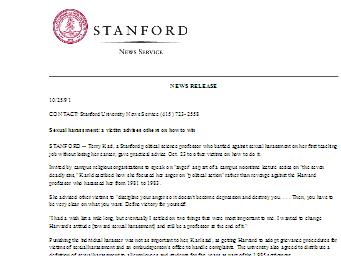 STANFORD
NEWS SERVICE
NEWS RELEASE
10/25/91
CONTACT: Stanford University News Service (415) 723-2558
Sexual harassment: a victim advises others on how to win
STANFORD -- Terry Karl, a Stanford political science professor who battled against sexual harassment on her first teaching
job without losing her career, gave practical advice Oct. 23 to other victims on how to do it.
Invited by campus religious organizations to speak on "anger" as part of a campus noontime lecture series on "the seven
deadly sins," Karl described how she focused her anger on "political action" rather than revenge against the Harvard
professor who harassed her from 1981 to 1983.
She advised other victims to "discipline your anger so it doesn't become depression and destroy you. . . . Then, you have to
be very clear on what you want. Define victory for yourself.
"I had a wish list a mile long, but eventually I settled on two things that were most important to me. I wanted to change
Harvard's attitude [toward sexual harassment] and still be a professor at the end of it."
Punishing the individual harasser was not as important to her, Karl said, as getting Harvard to adopt grievance procedures for
victims of sexual harassment and an ombudsperson's office to handle complaints. The university also agreed to distribute a